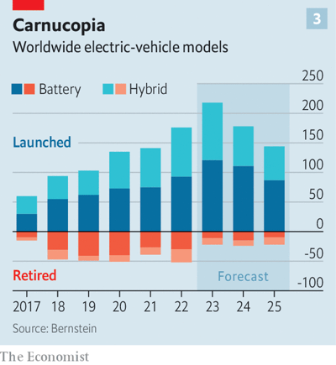 3
Carnucopia
Worldwide electric-vehicle models
Battery Hybrid
250
200
Launched
150
100
50
0
-50
Retired Forecast
-100
2017 18 19 20 21 22 23 24 25
Source: Bernstein
The Economist